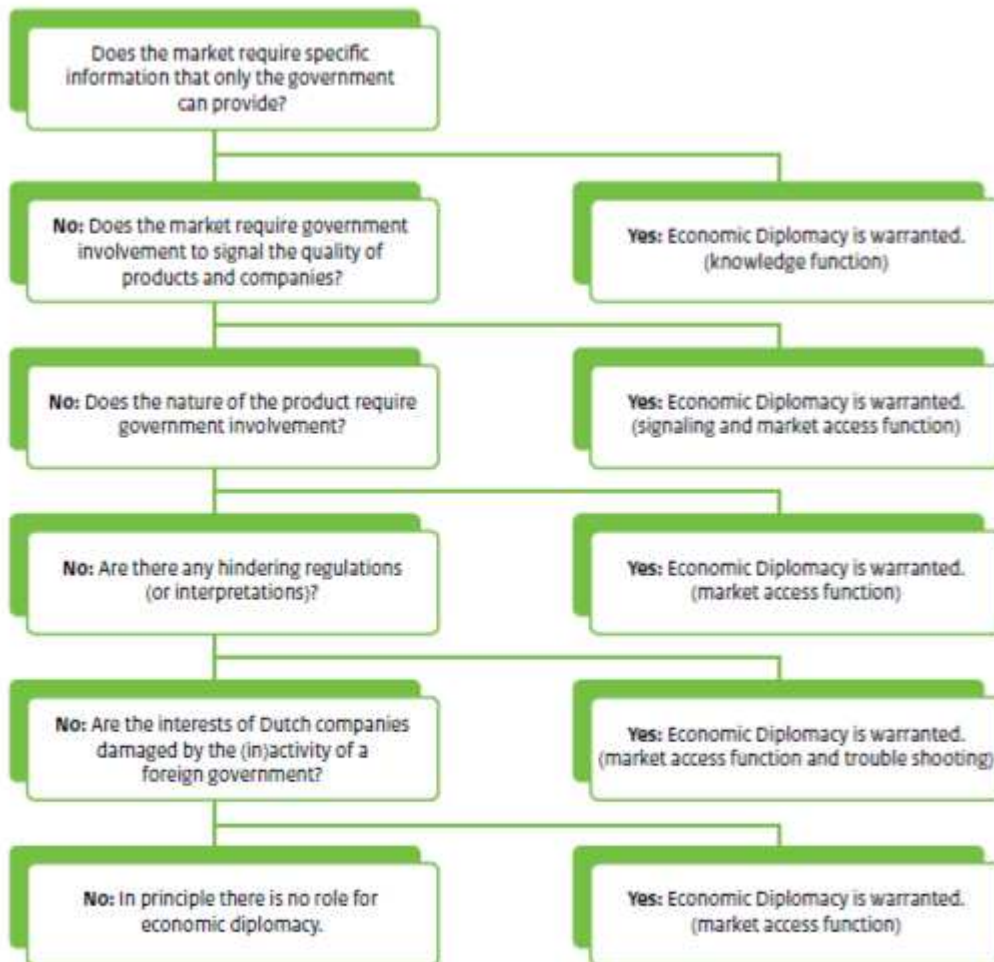 Does the market require specific
information that only the government
can provide?
No: Does the market require government
involvement to signal the quality of
products and companies?
Yes: Economic Diplomacy is warranted.
(knowledge function)
No: Does the nature of the product require
government involvement?
Yes: Economic Diplomacy is warranted.
(signaling and market access function)
No: Are there any hindering regulations
(or interpretations)?
Yes: Economic Diplomacy is warranted.
(market access function)
No: Are the interests of Dutch companies
damaged by the (in)activity of a
foreign government?
Yes: Economic Diplomacy is warranted.
(market access function and trouble shooting)
No: In principle there is no role for
economic diplomacy.
Yes: Economic Diplomacy is warranted.
(market access function)